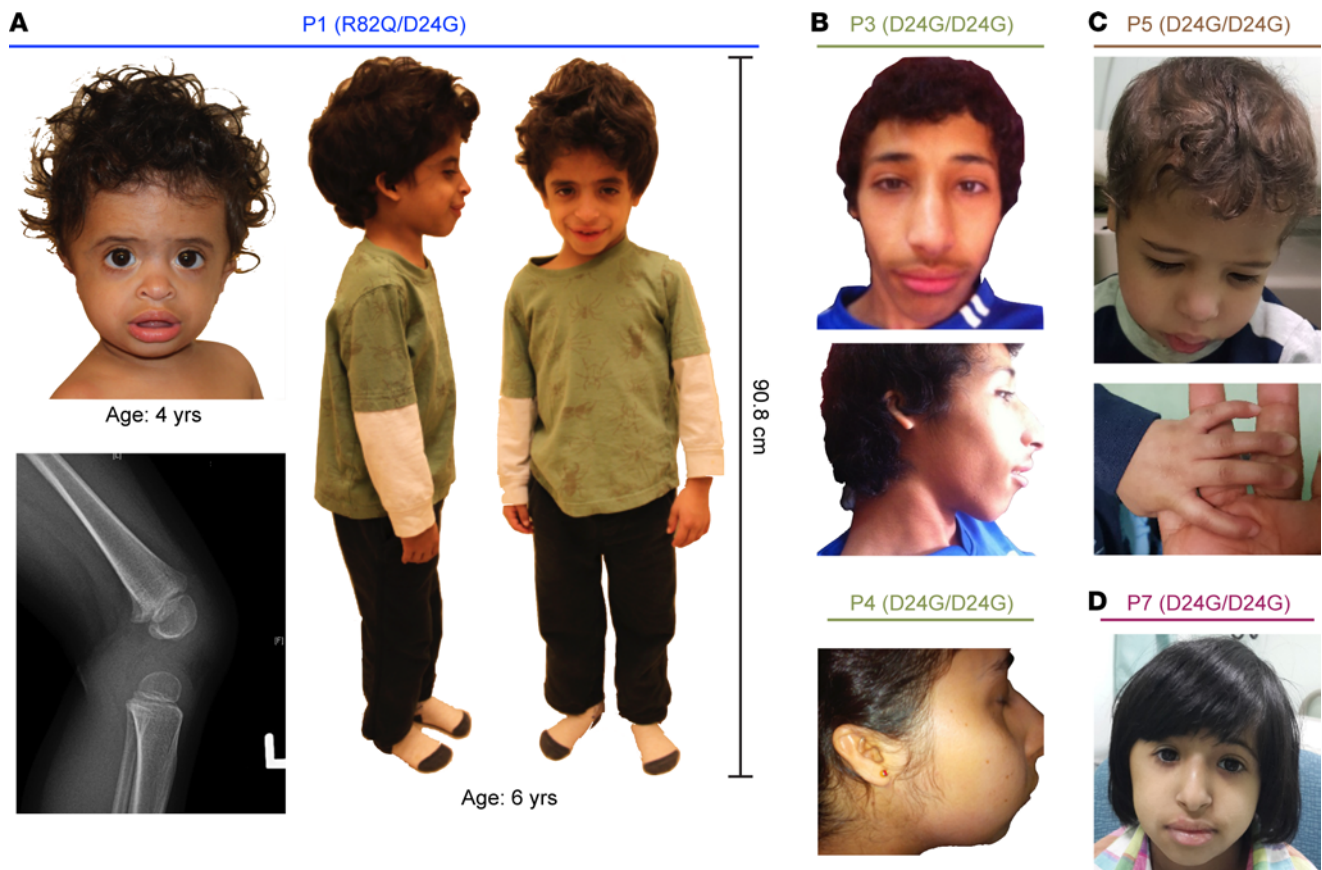 A
P1 (R82Q/D24G)
Age: 4 yrs
Age: 6 yrs
90.8 cm
B
P3 (D24G/D24G)
P4 (D24G/D24G)
C
P5 (D24G/D24G)
D
P7 (D24G/D24G)
[F]
L